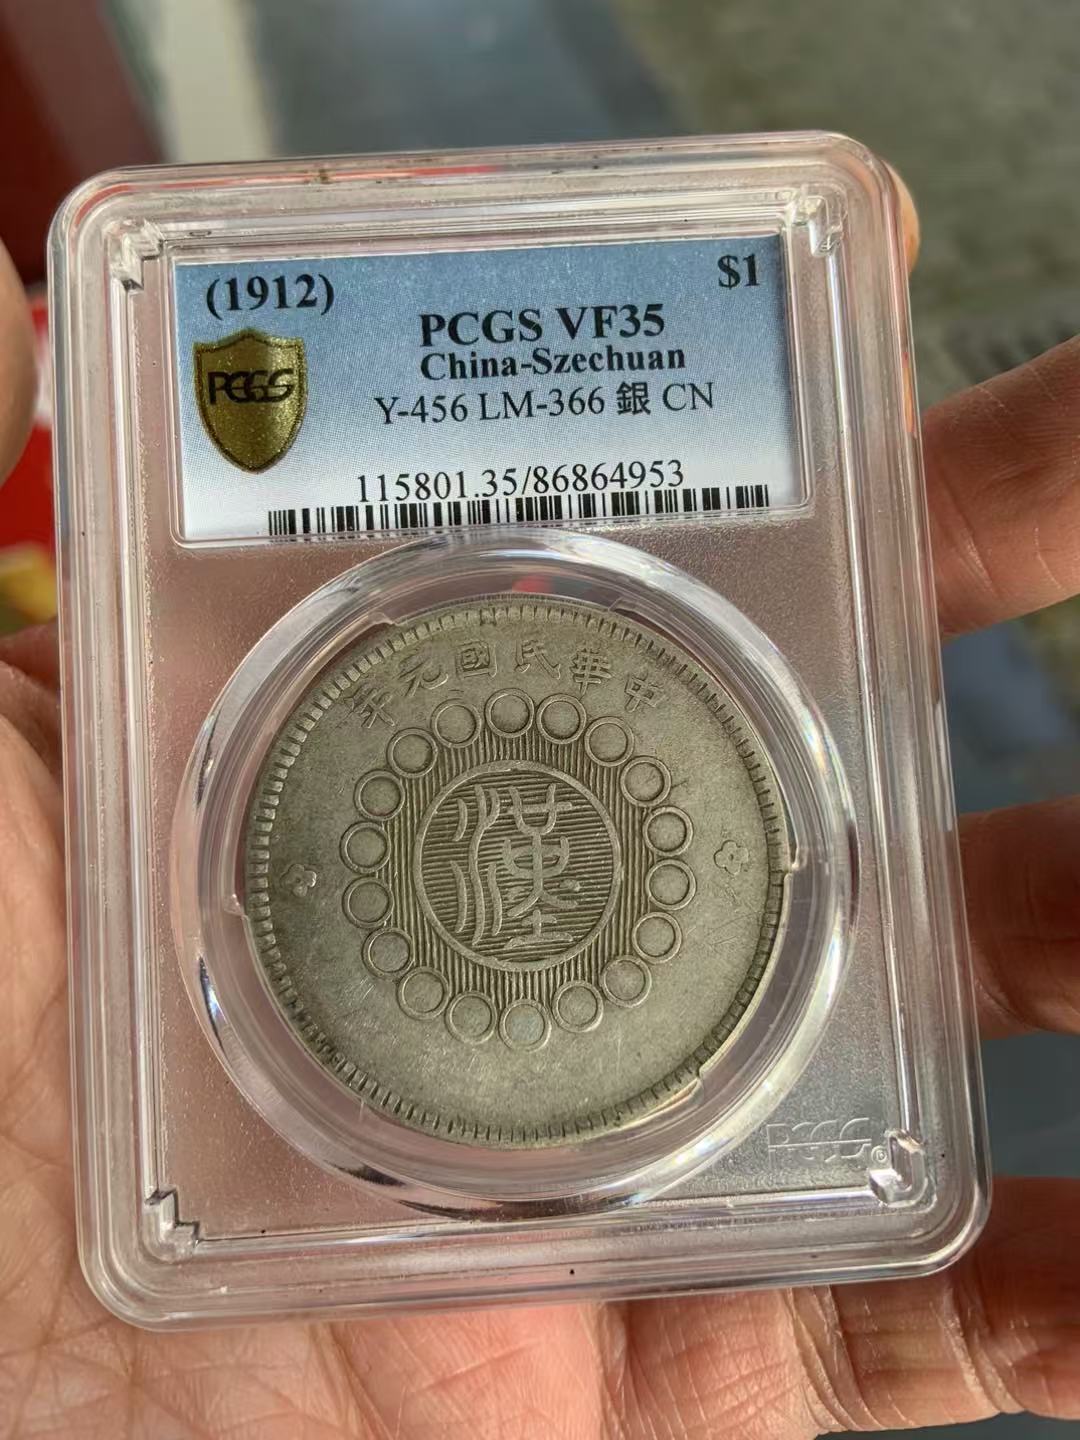 (1912)
$1
PCGS VF35
China-Szechuan
PCGS
Y-456 LM-366 銀 CN
115801.35/86864953
年元國民華中
漢
PCGS©